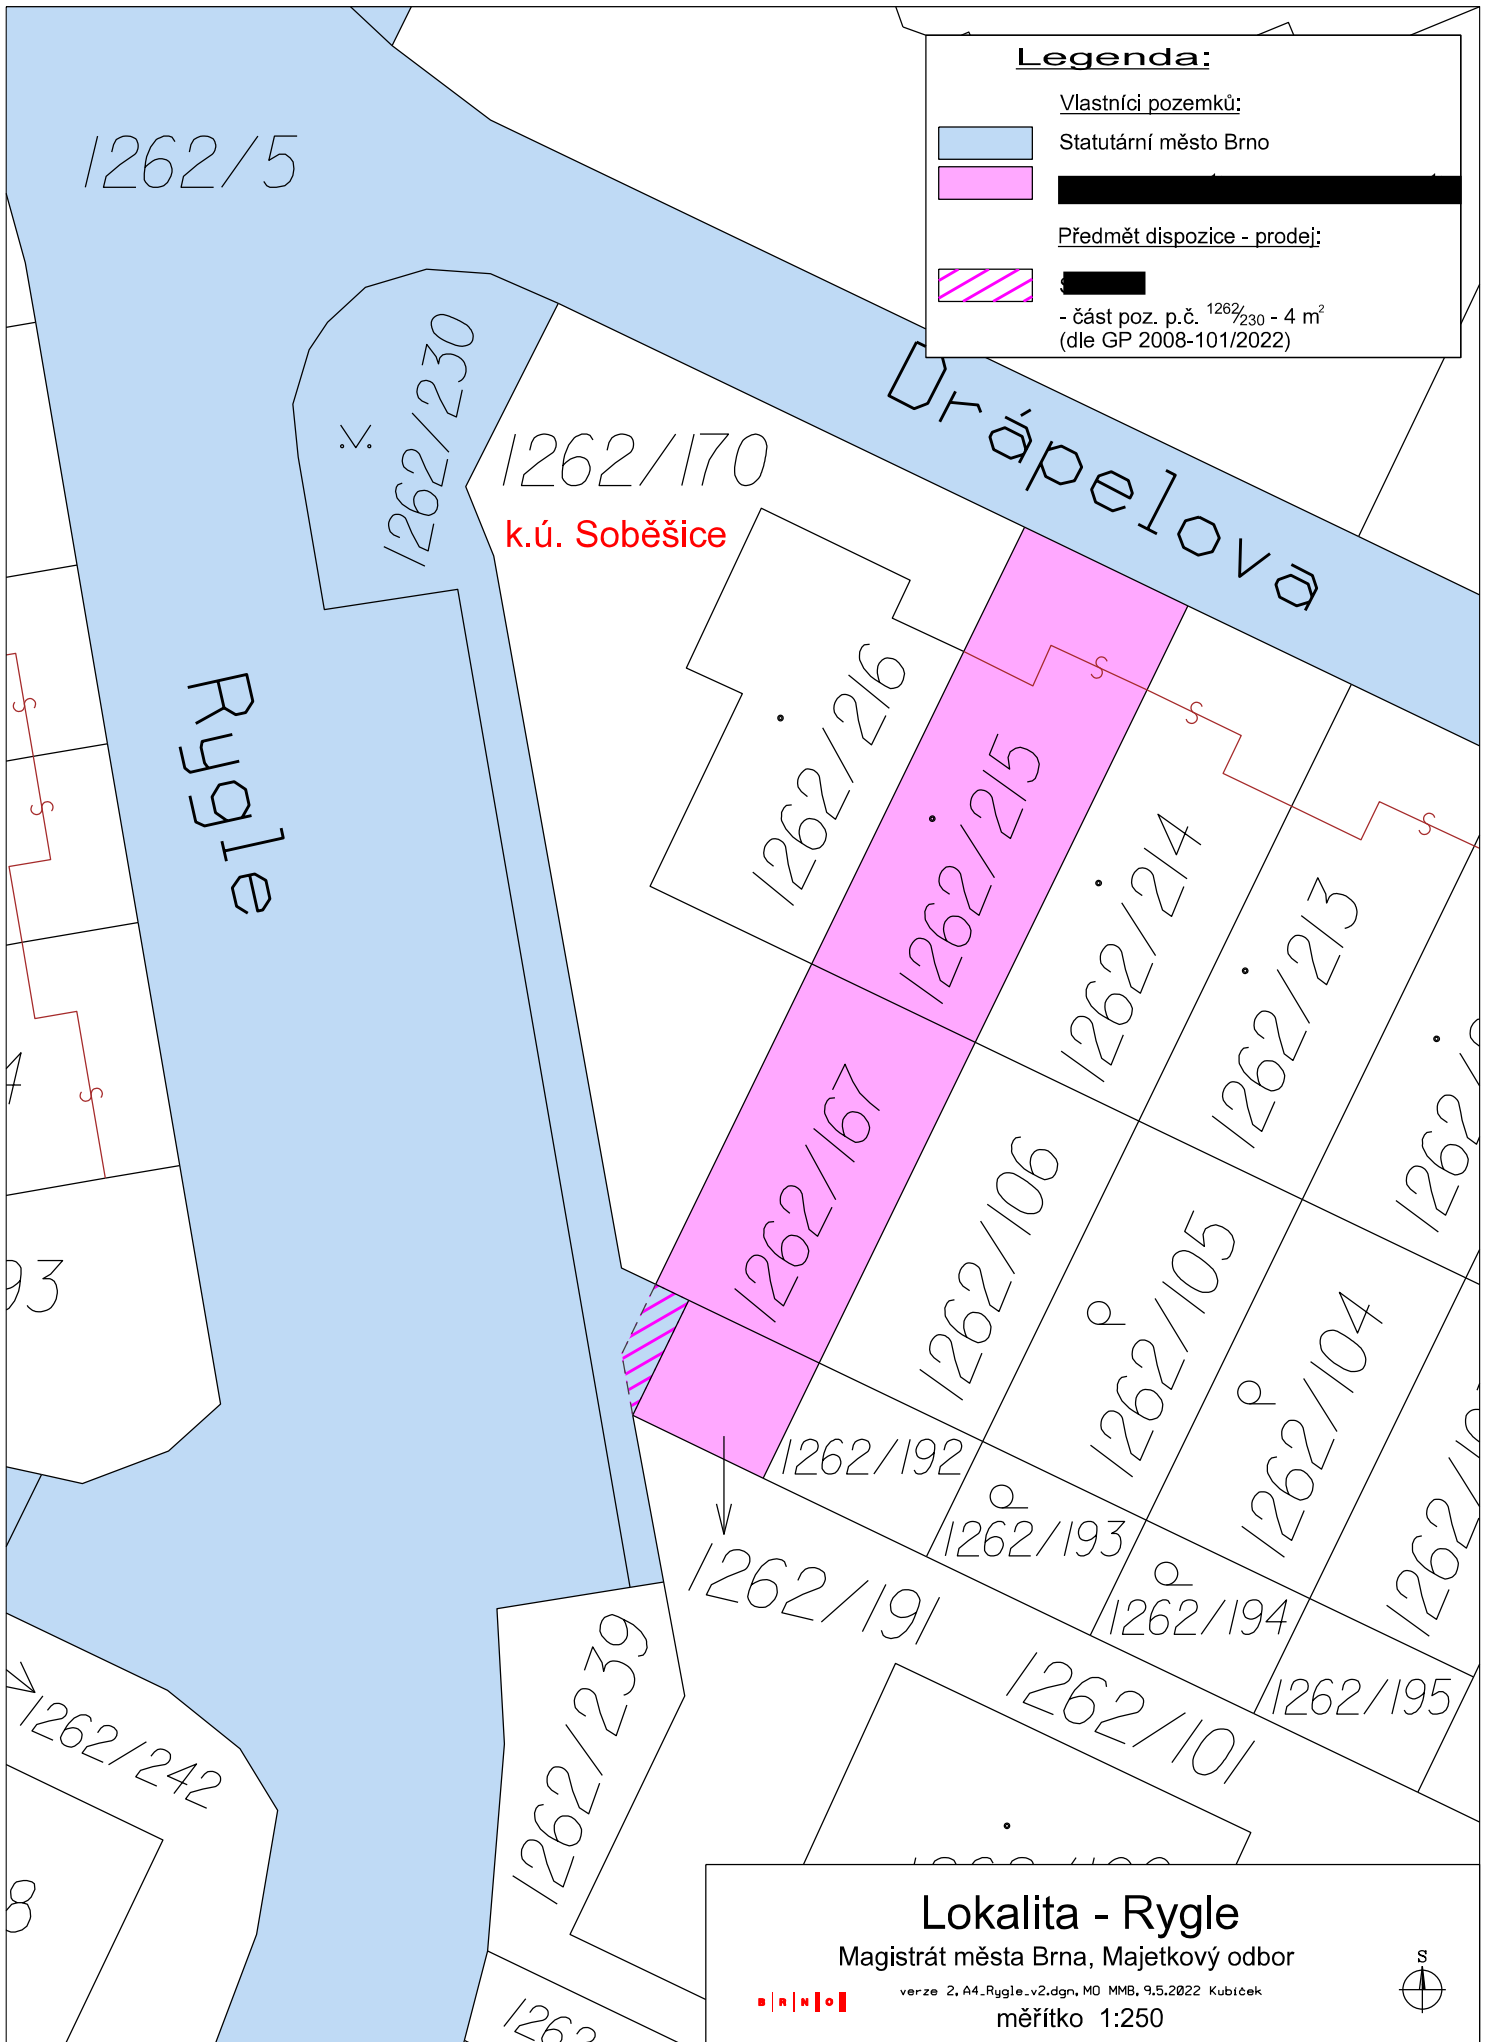 Legenda:
Vlastníci pozemků:
Statutární město Brno
Předmět dispozice - prodej:
- část poz. p.č. 1262/230 - 4 m²
(dle GP 2008-101/2022)
1262/5
1262/230
1262/170
k.ú. Soběšice
Drápelova
Rygle
1262/216
1262/215
1262/214
1262/213
1262/167
1262/106
1262/105
1262/104
93
1262/192
1262/193
1262/194
1262/195
1262/191
1262/101
1262/239
1262/242
8
Lokalita - Rygle
Magistrát města Brna, Majetkový odbor
verze 2, A4_Rygle_v2.dgn, MO MMB, 9.5.2022 Kubíček
měřítko 1:250
B R N O
S